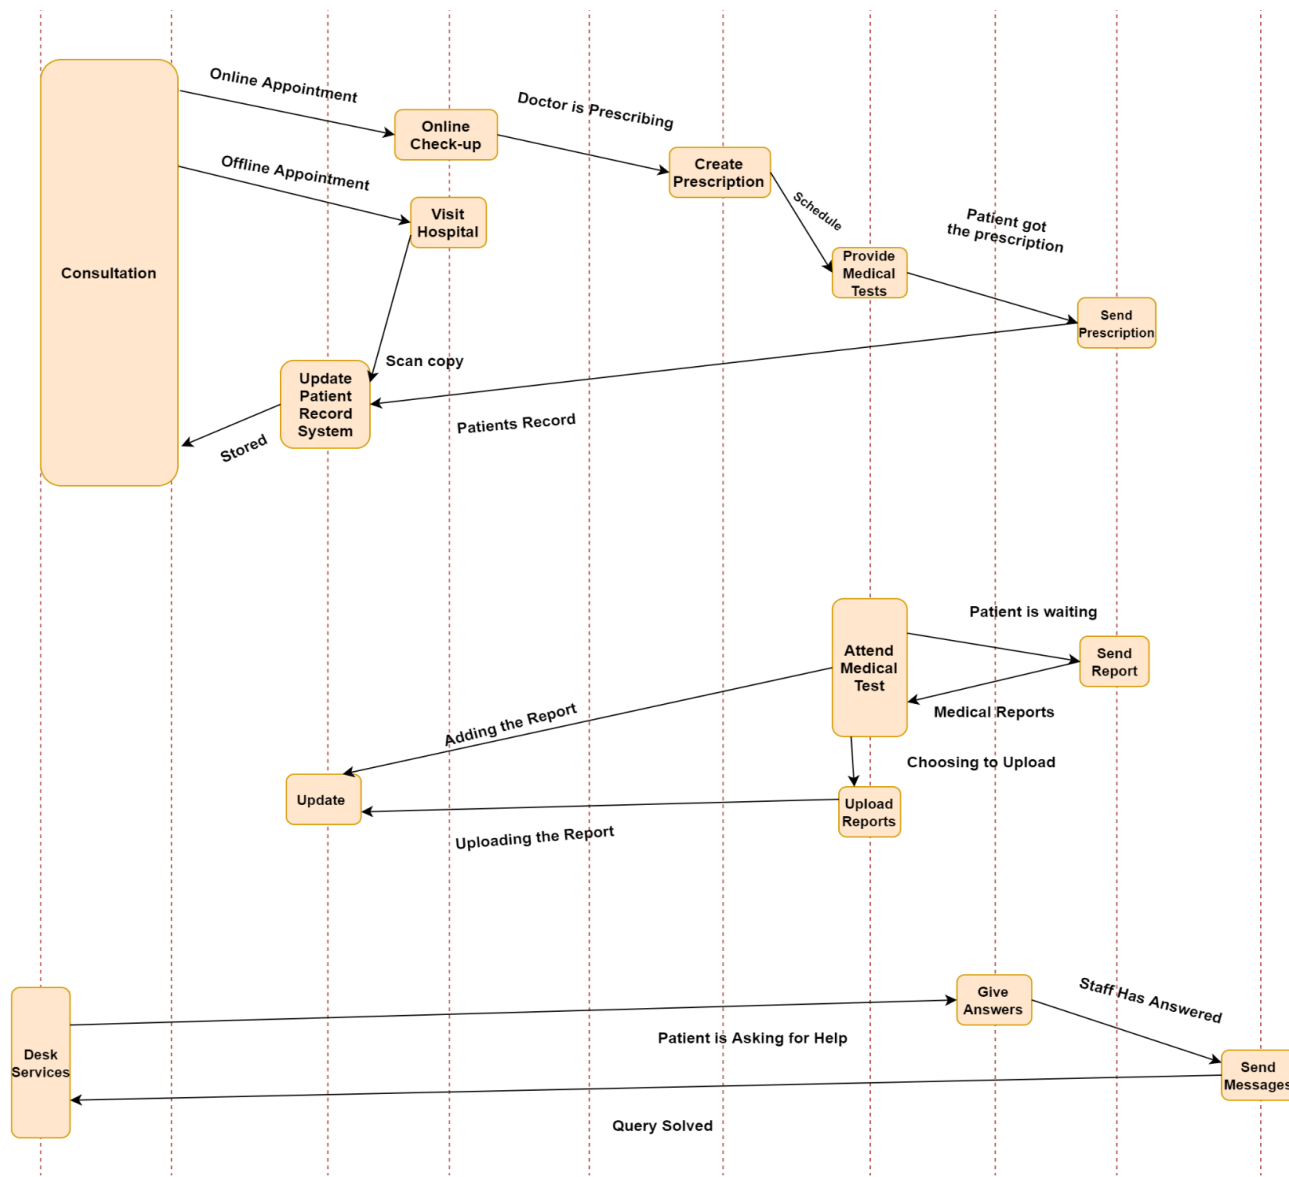 Online Appointment
Doctor is Prescribing
Online
Check-up
Create
Prescription
Offline Appointment
Schedule
Visit
Hospital
Patient got
the prescription
Consultation
Provide
Medical
Tests
Send
Prescription
Scan copy
Update
Patient
Record
System
Patients Record
Stored
Patient is waiting
Attend
Medical
Test
Send
Report
Medical Reports
Adding the Report
Choosing to Upload
Update
Upload
Reports
Uploading the Report
Give
Answers
Staff Has Answered
Patient is Asking for Help
Desk
Services
Send
Messages
Query Solved